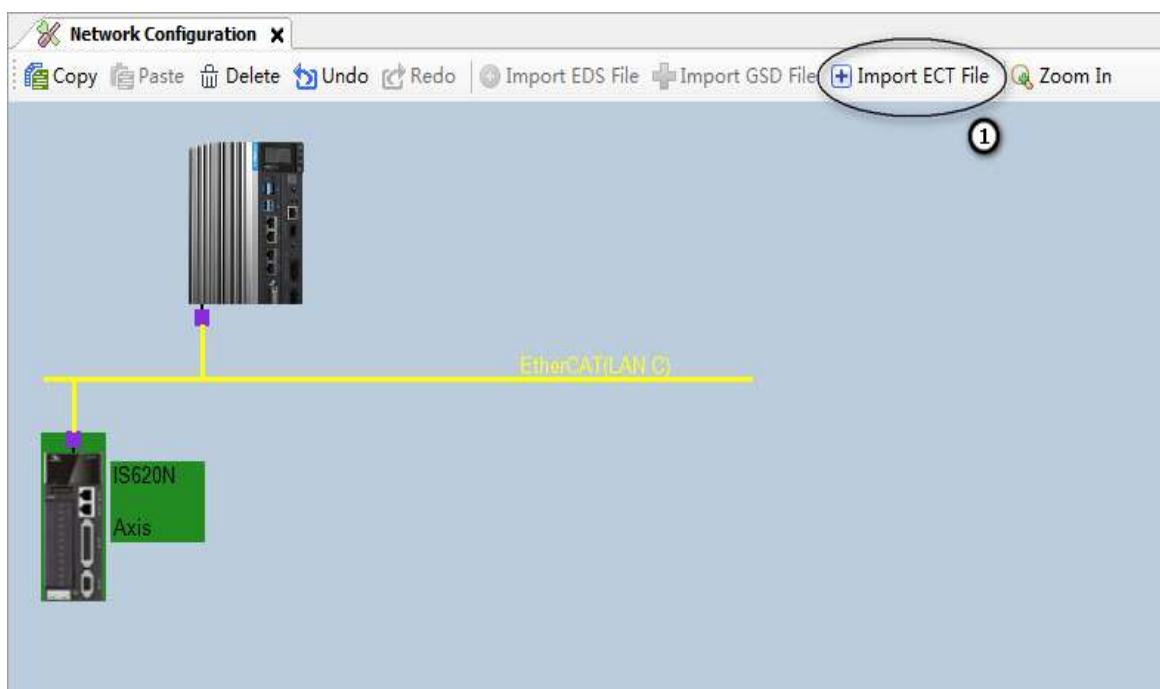 Network Configuration
Copy Paste Delete Undo Redo Import EDS File Import GSD File Import ECT File Zoom In
1
EtherCAT(LAN C)
IS620N
Axis